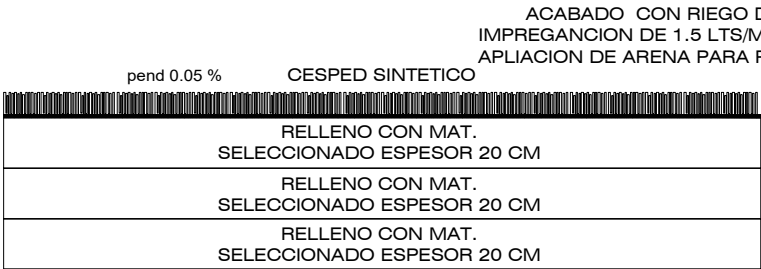 ACABADO CON RIEGO D
IMPREGANCION DE 1.5 LTS/M
APLIACION DE ARENA PARA P
pend 0.05 % CESPED SINTETICO
RELLENO CON MAT.
SELECCIONADO ESPESOR 20 CM
RELLENO CON MAT.
SELECCIONADO ESPESOR 20 CM
RELLENO CON MAT.
SELECCIONADO ESPESOR 20 CM